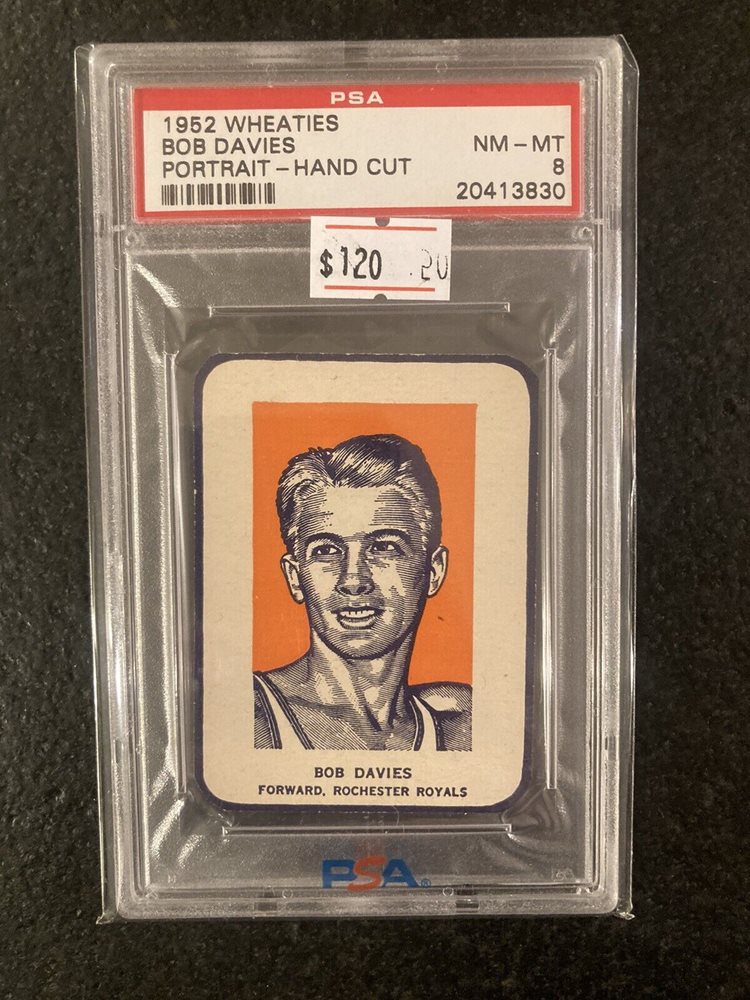 PSA
1952 WHEATIES
BOB DAVIES NM - MT
PORTRAIT - HAND CUT 8
20413830
$120 .20
BOB DAVIES
FORWARD, ROCHESTER ROYALS
PSA®